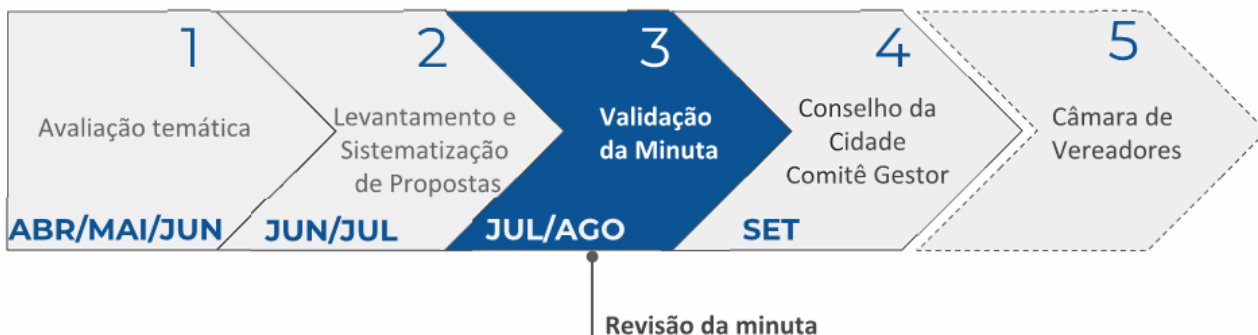 1
Avaliação temática
ABR/MAI/JUN
2
Levantamento e
Sistematização
de Propostas
JUN/JUL
3
Validação
da Minuta
JUL/AGO
4
Conselho da
Cidade
Comitê Gestor
SET
5
Câmara de
Vereadores
Revisão da minuta